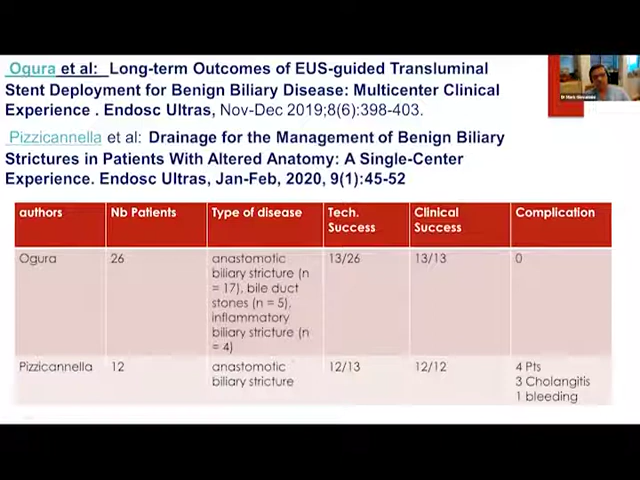 Ogura et al: Long-term Outcomes of EUS-guided Transluminal
Stent Deployment for Benign Biliary Disease: Multicenter Clinical
Experience . Endosc Ultras, Nov-Dec 2019;8(6):398-403.
Pizzicannella et al: Drainage for the Management of Benign Biliary
Strictures in Patients With Altered Anatomy: A Single-Center
Experience. Endosc Ultras, Jan-Feb, 2020, 9(1):45-52
authors Nb Patients Type of disease Tech. Success Clinical Success Complication
Ogura 26 anastomotic 13/26 13/13 0
biliary stricture (n
= 17), bile duct
stones (n = 5),
inflammatory
biliary stricture (n
= 4)
Pizzicannella 12 anastomotic 12/13 12/12 4 Pts
biliary stricture 3 Cholangitis
1 bleeding